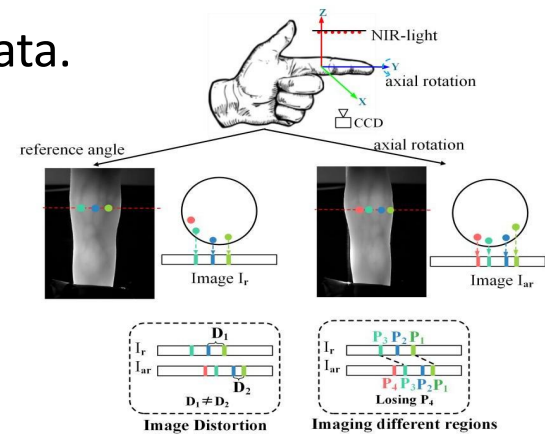 ata.
Z
NIR-light
Y
axial rotation
X
CCD
reference angle
axial rotation
Image Ir
Image Iar
D1
Ir
Iar
D2
D1≠D2
Image Distortion
P3 P2 P1
Ir
Iar
P4 P3 P2 P1
Losing P4
Imaging different regions